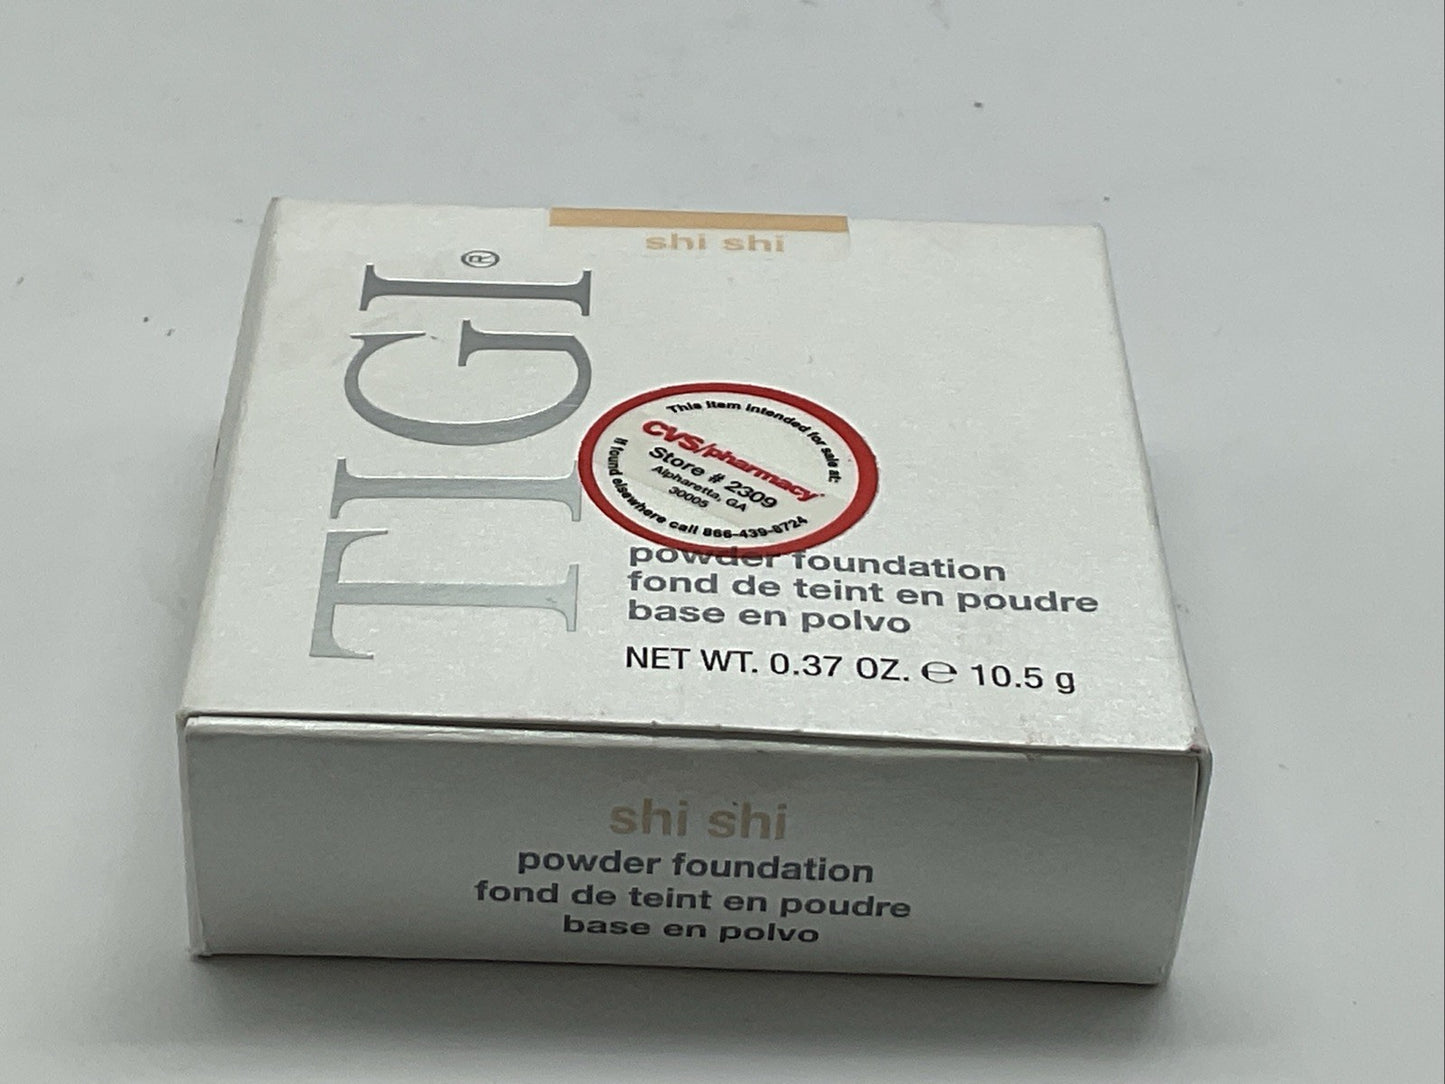 shi shi
TIGI®
This item intended for sale at:
CVS/pharmacy
Store # 2309
Alpharetta, GA
30005
If found elsewhere call 866-439-8724
powder foundation
fond de teint en poudre
base en polvo
NET WT. 0.37 OZ. ℮ 10.5 g
shi shi
powder foundation
fond de teint en poudre
base en polvo